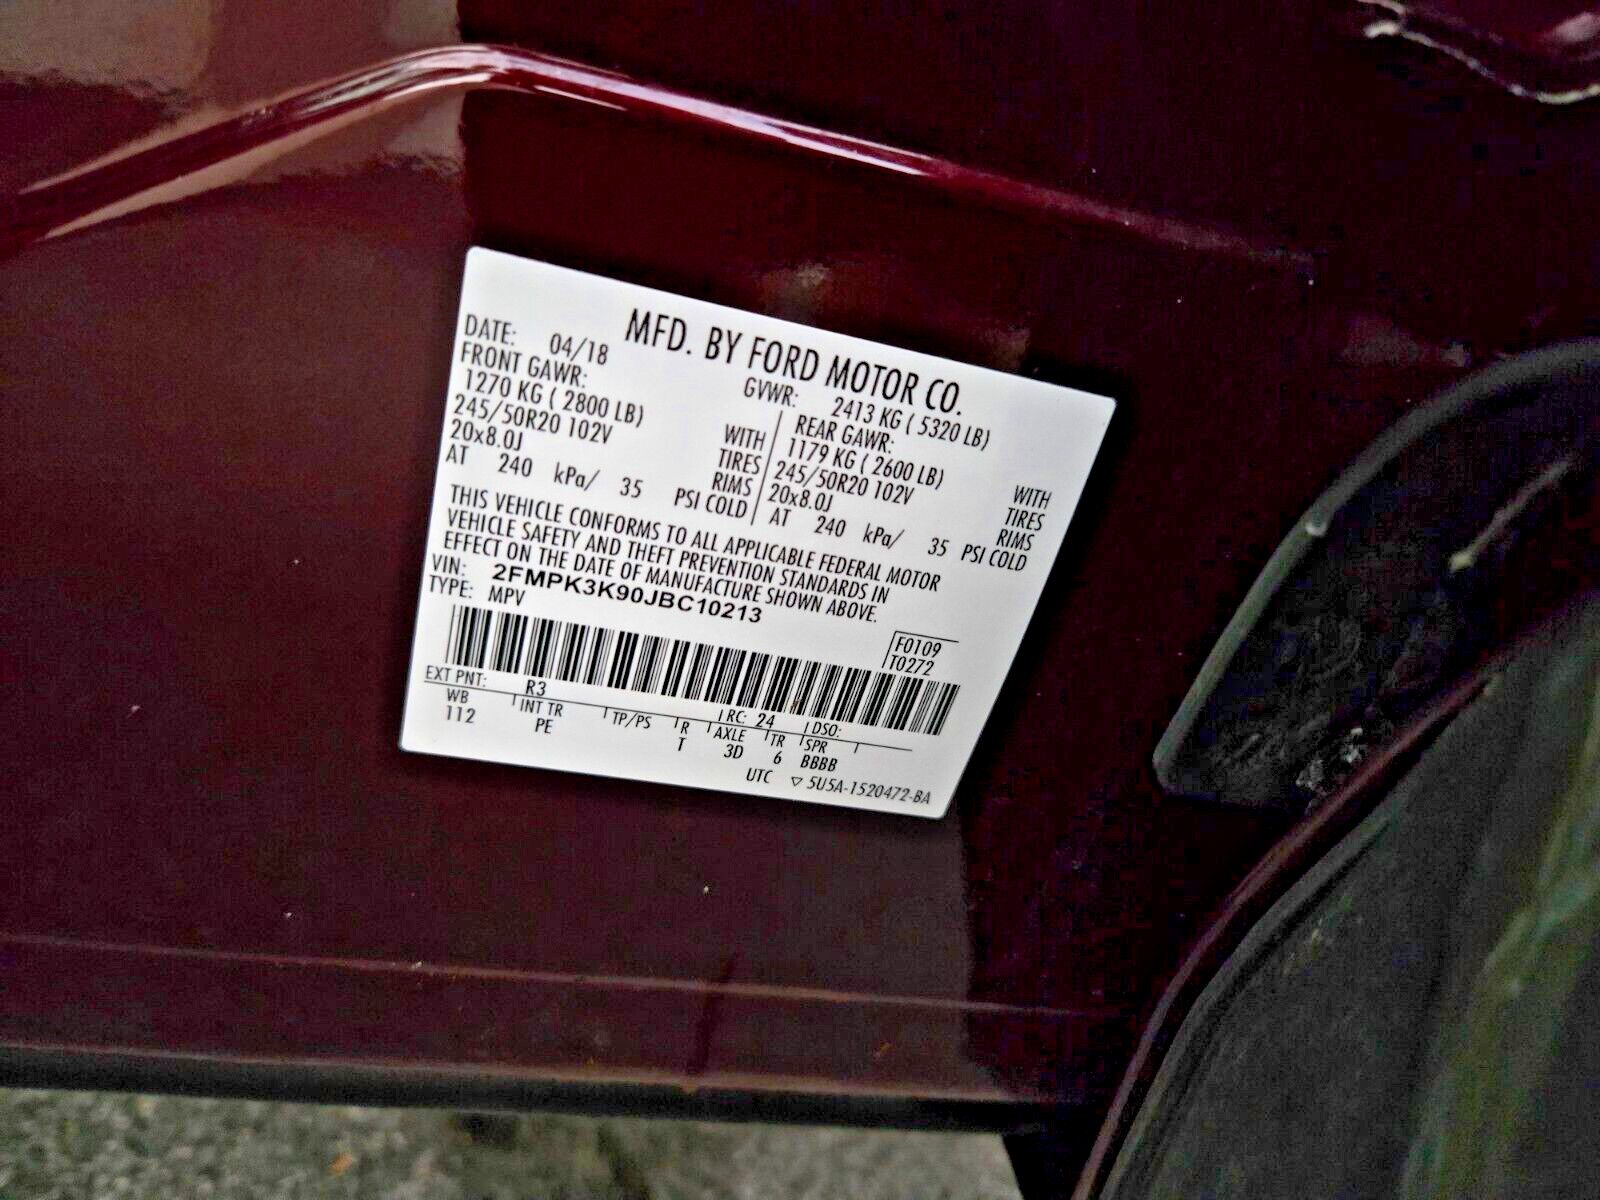 MFD. BY FORD MOTOR CO.
DATE: 04/18 GVWR: 2413 KG ( 5320 LB)
FRONT GAWR: REAR GAWR:
1270 KG ( 2800 LB) WITH 1179 KG ( 2600 LB) WITH
245/50R20 102V TIRES 245/50R20 102V TIRES
20x8.0J RIMS 20x8.0J RIMS
AT 240 kPa/ 35 PSI COLD AT 240 kPa/ 35 PSI COLD
THIS VEHICLE CONFORMS TO ALL APPLICABLE FEDERAL MOTOR
VEHICLE SAFETY AND THEFT PREVENTION STANDARDS IN
EFFECT ON THE DATE OF MANUFACTURE SHOWN ABOVE.
VIN: 2FMPK3K90JBC10213
TYPE: MPV
F0109
T0272
EXT PNT: R3 RC: 24 DSO:
WB INT TR TP/PS R AXLE TR SPR
112 PE T 3D 6 BBBB
UTC ▽ 5U5A-1520472-BA